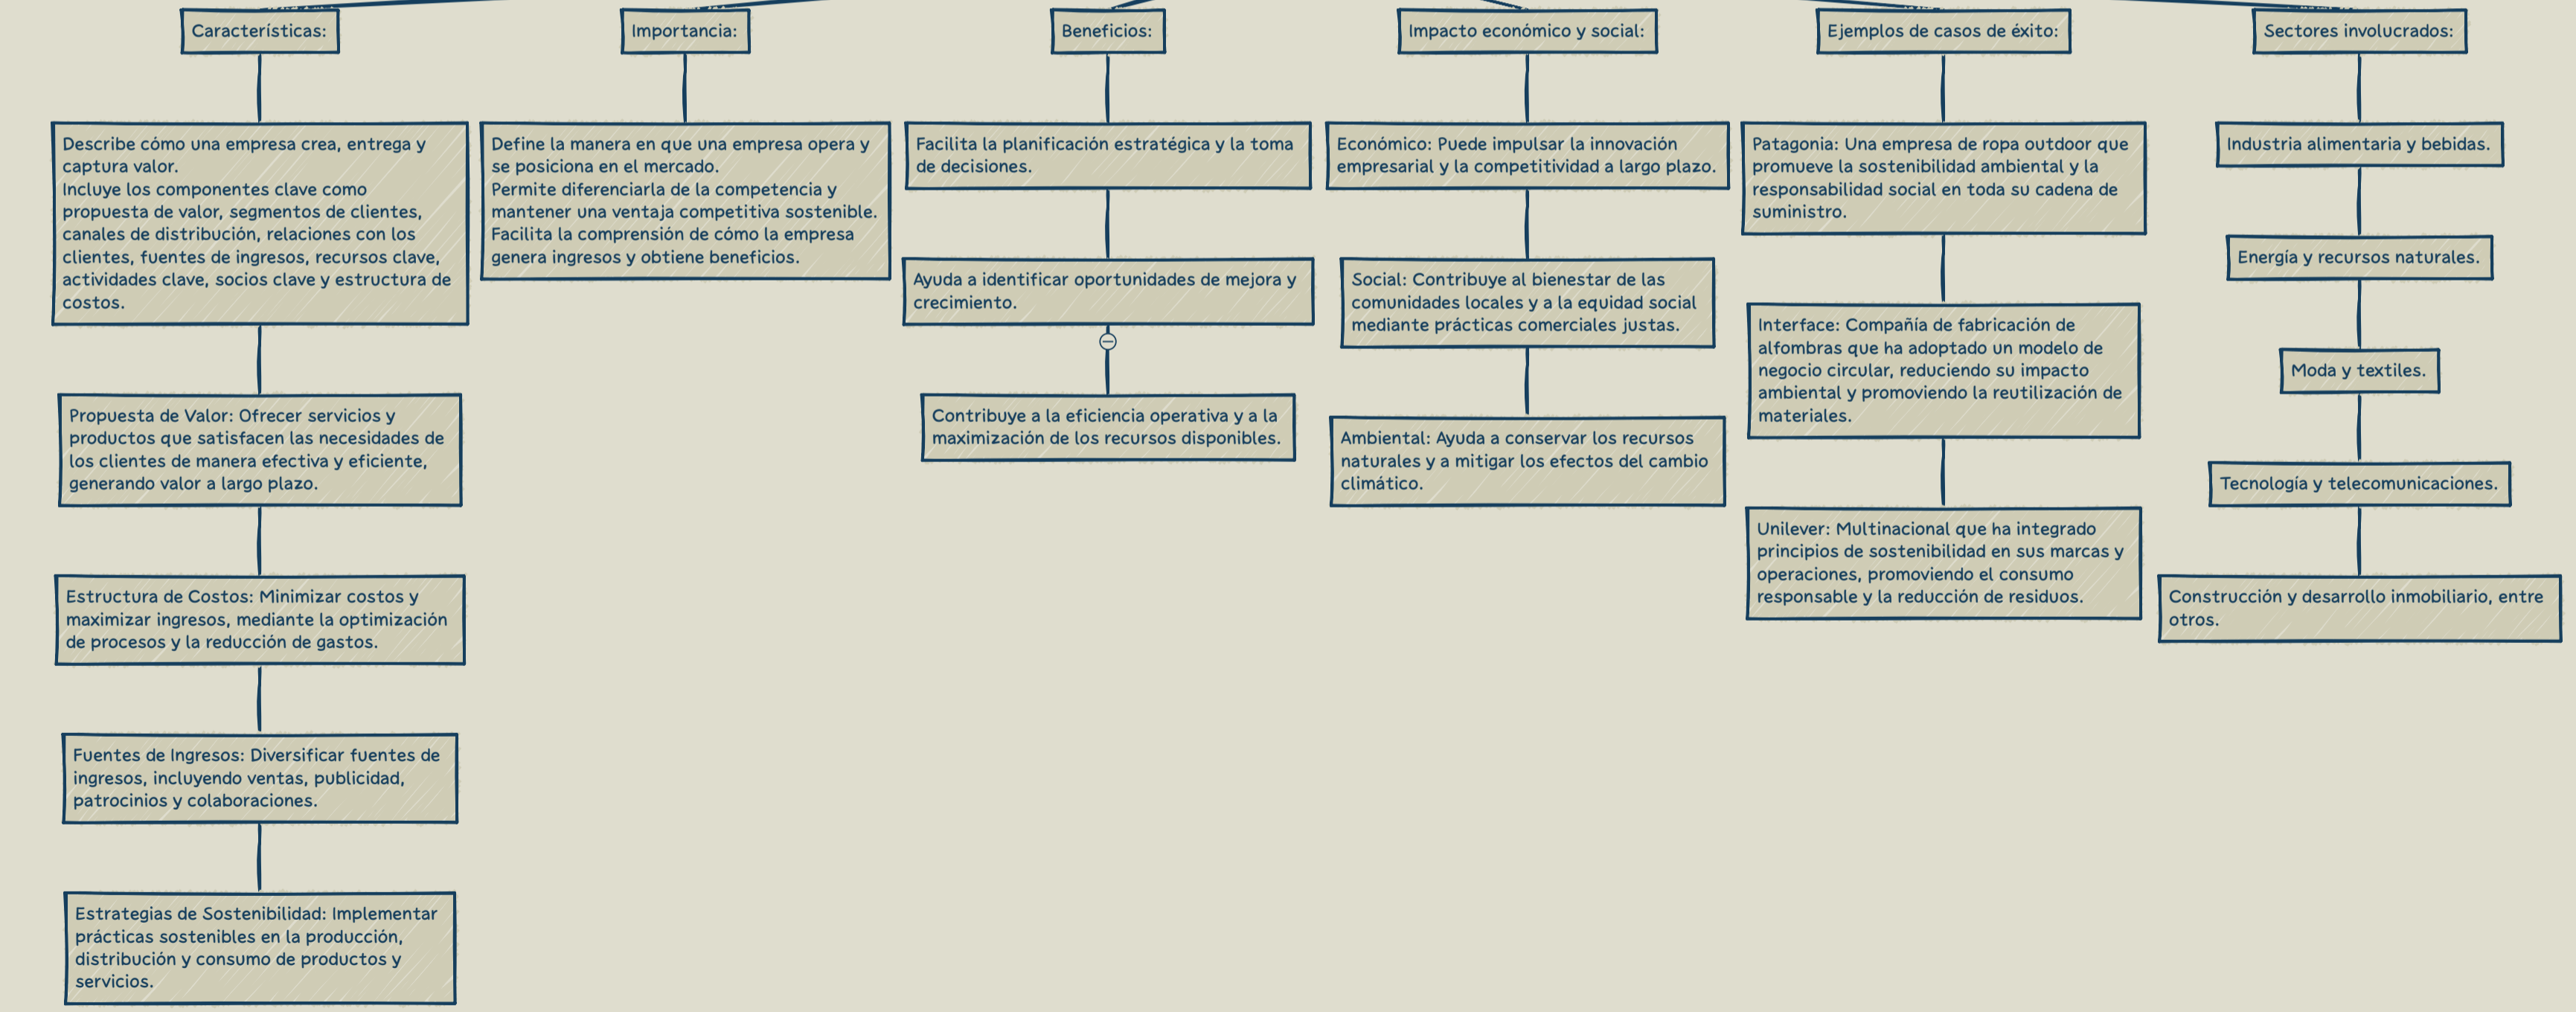 Características:
Describe cómo una empresa crea, entrega y
captura valor.
Incluye los componentes clave como
propuesta de valor, segmentos de clientes,
canales de distribución, relaciones con los
clientes, fuentes de ingresos, recursos clave,
actividades clave, socios clave y estructura de
costos.
Propuesta de Valor: Ofrecer servicios y
productos que satisfacen las necesidades de
los clientes de manera efectiva y eficiente,
generando valor a largo plazo.
Estructura de Costos: Minimizar costos y
maximizar ingresos, mediante la optimización
de procesos y la reducción de gastos.
Fuentes de Ingresos: Diversificar fuentes de
ingresos, incluyendo ventas, publicidad,
patrocinios y colaboraciones.
Estrategias de Sostenibilidad: Implementar
prácticas sostenibles en la producción,
distribución y consumo de productos y
servicios.
Importancia:
Define la manera en que una empresa opera y
se posiciona en el mercado.
Permite diferenciarla de la competencia y
mantener una ventaja competitiva sostenible.
Facilita la comprensión de cómo la empresa
genera ingresos y obtiene beneficios.
Beneficios:
Facilita la planificación estratégica y la toma
de decisiones.
Ayuda a identificar oportunidades de mejora y
crecimiento.
Contribuye a la eficiencia operativa y a la
maximización de los recursos disponibles.
Impacto económico y social:
Económico: Puede impulsar la innovación
empresarial y la competitividad a largo plazo.
Social: Contribuye al bienestar de las
comunidades locales y a la equidad social
mediante prácticas comerciales justas.
Ambiental: Ayuda a conservar los recursos
naturales y a mitigar los efectos del cambio
climático.
Ejemplos de casos de éxito:
Patagonia: Una empresa de ropa outdoor que
promueve la sostenibilidad ambiental y la
responsabilidad social en toda su cadena de
suministro.
Interface: Compañía de fabricación de
alfombras que ha adoptado un modelo de
negocio circular, reduciendo su impacto
ambiental y promoviendo la reutilización de
materiales.
Unilever: Multinacional que ha integrado
principios de sostenibilidad en sus marcas y
operaciones, promoviendo el consumo
responsable y la reducción de residuos.
Sectores involucrados:
Industria alimentaria y bebidas.
Energía y recursos naturales.
Moda y textiles.
Tecnología y telecomunicaciones.
Construcción y desarrollo inmobiliario, entre
otros.